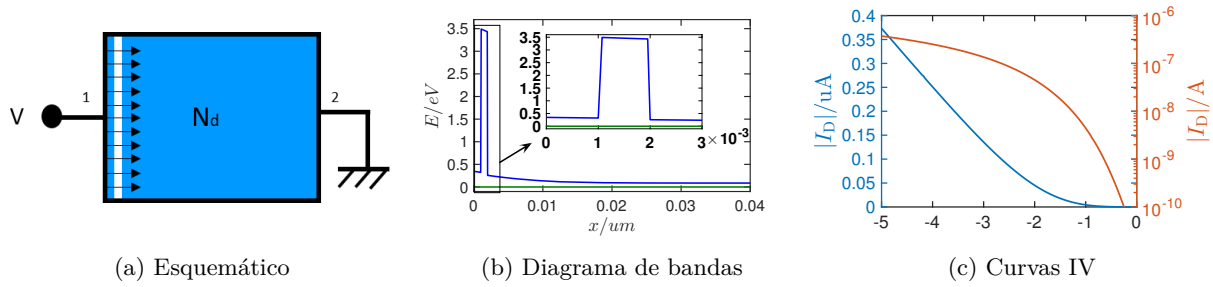 V
1
N_d
2
E/eV
3.5
3
2.5
2
1.5
1
0.5
0
3.5
3
2.5
2
1.5
1
0.5
0
0 1 2 3 ×10^-3
0 0.01 0.02 0.03 0.04
x/um
|I_D|/uA
0.4
0.35
0.3
0.25
0.2
0.15
0.1
0.05
0
-5 -4 -3 -2 -1 0
10^-6
10^-7
10^-8
10^-9
10^-10
|I_D|/A
(a) Esquemático
(b) Diagrama de bandas
(c) Curvas IV